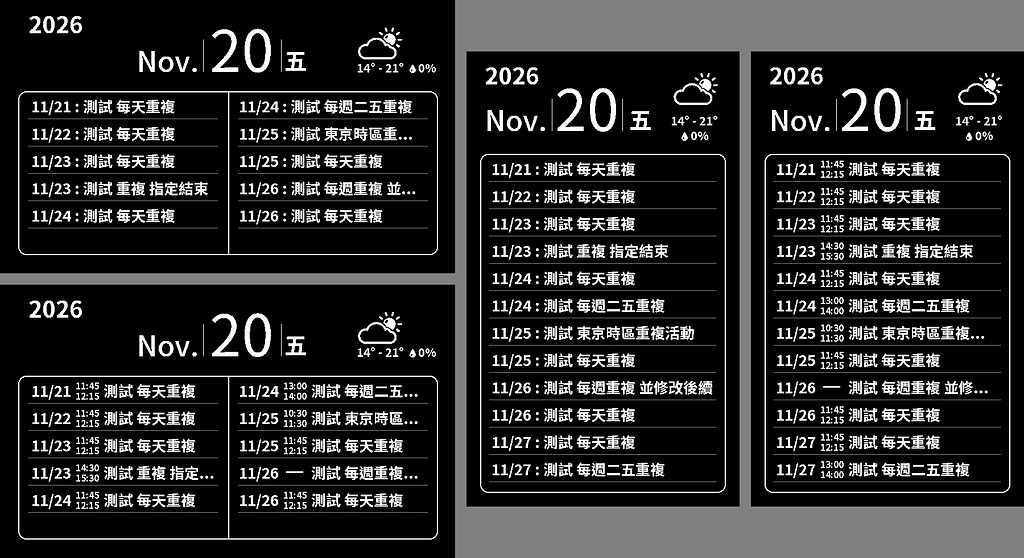 2026
Nov. 20 五
14° - 21° 0%
11/21 : 測試 每天重複
11/22 : 測試 每天重複
11/23 : 測試 每天重複
11/23 : 測試 重複 指定結束
11/24 : 測試 每天重複
11/24 : 測試 每週二五重複
11/25 : 測試 東京時區重...
11/25 : 測試 每天重複
11/26 : 測試 每週重複 並...
11/26 : 測試 每天重複
2026
Nov. 20 五
14° - 21° 0%
11/21 11:45 12:15 測試 每天重複
11/22 11:45 12:15 測試 每天重複
11/23 11:45 12:15 測試 每天重複
11/23 14:30 15:30 測試 重複 指定...
11/24 11:45 12:15 測試 每天重複
11/24 13:00 14:00 測試 每週二五...
11/25 10:30 11:30 測試 東京時區...
11/25 11:45 12:15 測試 每天重複
11/26 — 測試 每週重複...
11/26 11:45 12:15 測試 每天重複
2026
Nov. 20 五
14° - 21°
0%
11/21 : 測試 每天重複
11/22 : 測試 每天重複
11/23 : 測試 每天重複
11/23 : 測試 重複 指定結束
11/24 : 測試 每天重複
11/24 : 測試 每週二五重複
11/25 : 測試 東京時區重複活動
11/25 : 測試 每天重複
11/26 : 測試 每週重複 並修改後續
11/26 : 測試 每天重複
11/27 : 測試 每天重複
11/27 : 測試 每週二五重複
2026
Nov. 20 五
14° - 21°
0%
11/21 11:45 12:15 測試 每天重複
11/22 11:45 12:15 測試 每天重複
11/23 11:45 12:15 測試 每天重複
11/23 14:30 15:30 測試 重複 指定結束
11/24 11:45 12:15 測試 每天重複
11/24 13:00 14:00 測試 每週二五重複
11/25 10:30 11:30 測試 東京時區重複...
11/25 11:45 12:15 測試 每天重複
11/26 — 測試 每週重複 並修...
11/26 11:45 12:15 測試 每天重複
11/27 11:45 12:15 測試 每天重複
11/27 13:00 14:00 測試 每週二五重複